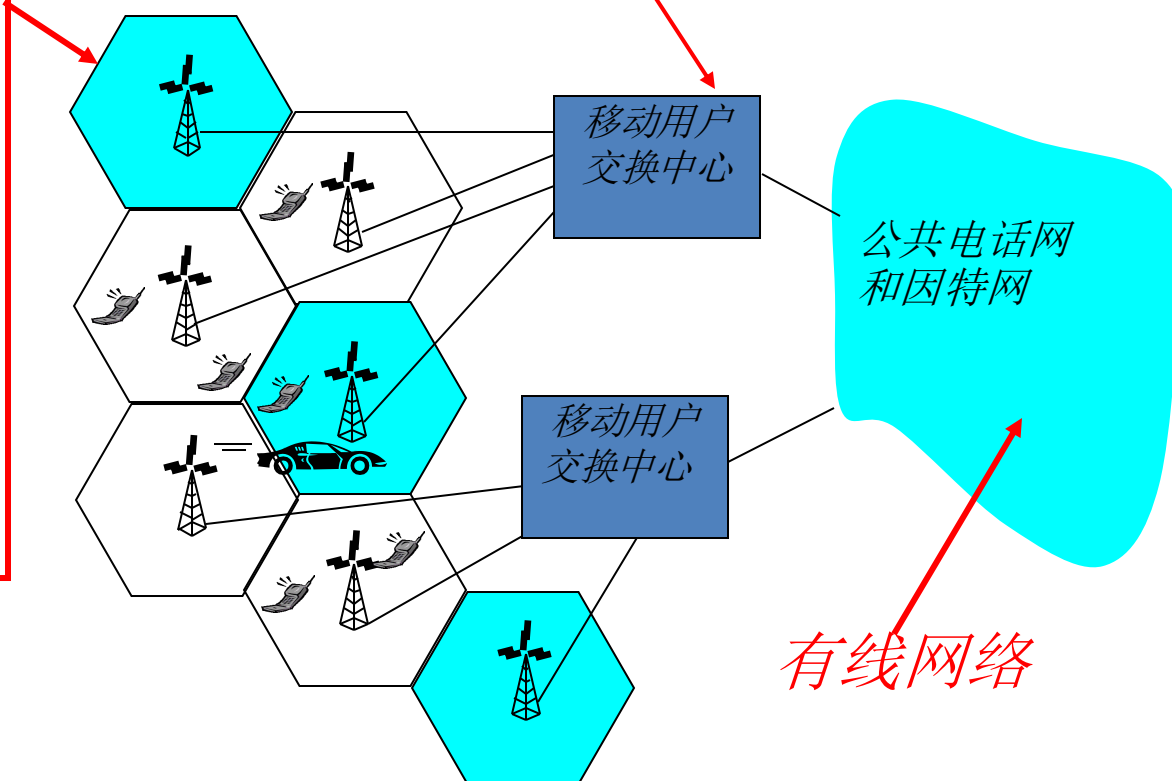 移动用户
交换中心
公共电话网
和因特网
移动用户
交换中心
有线网络